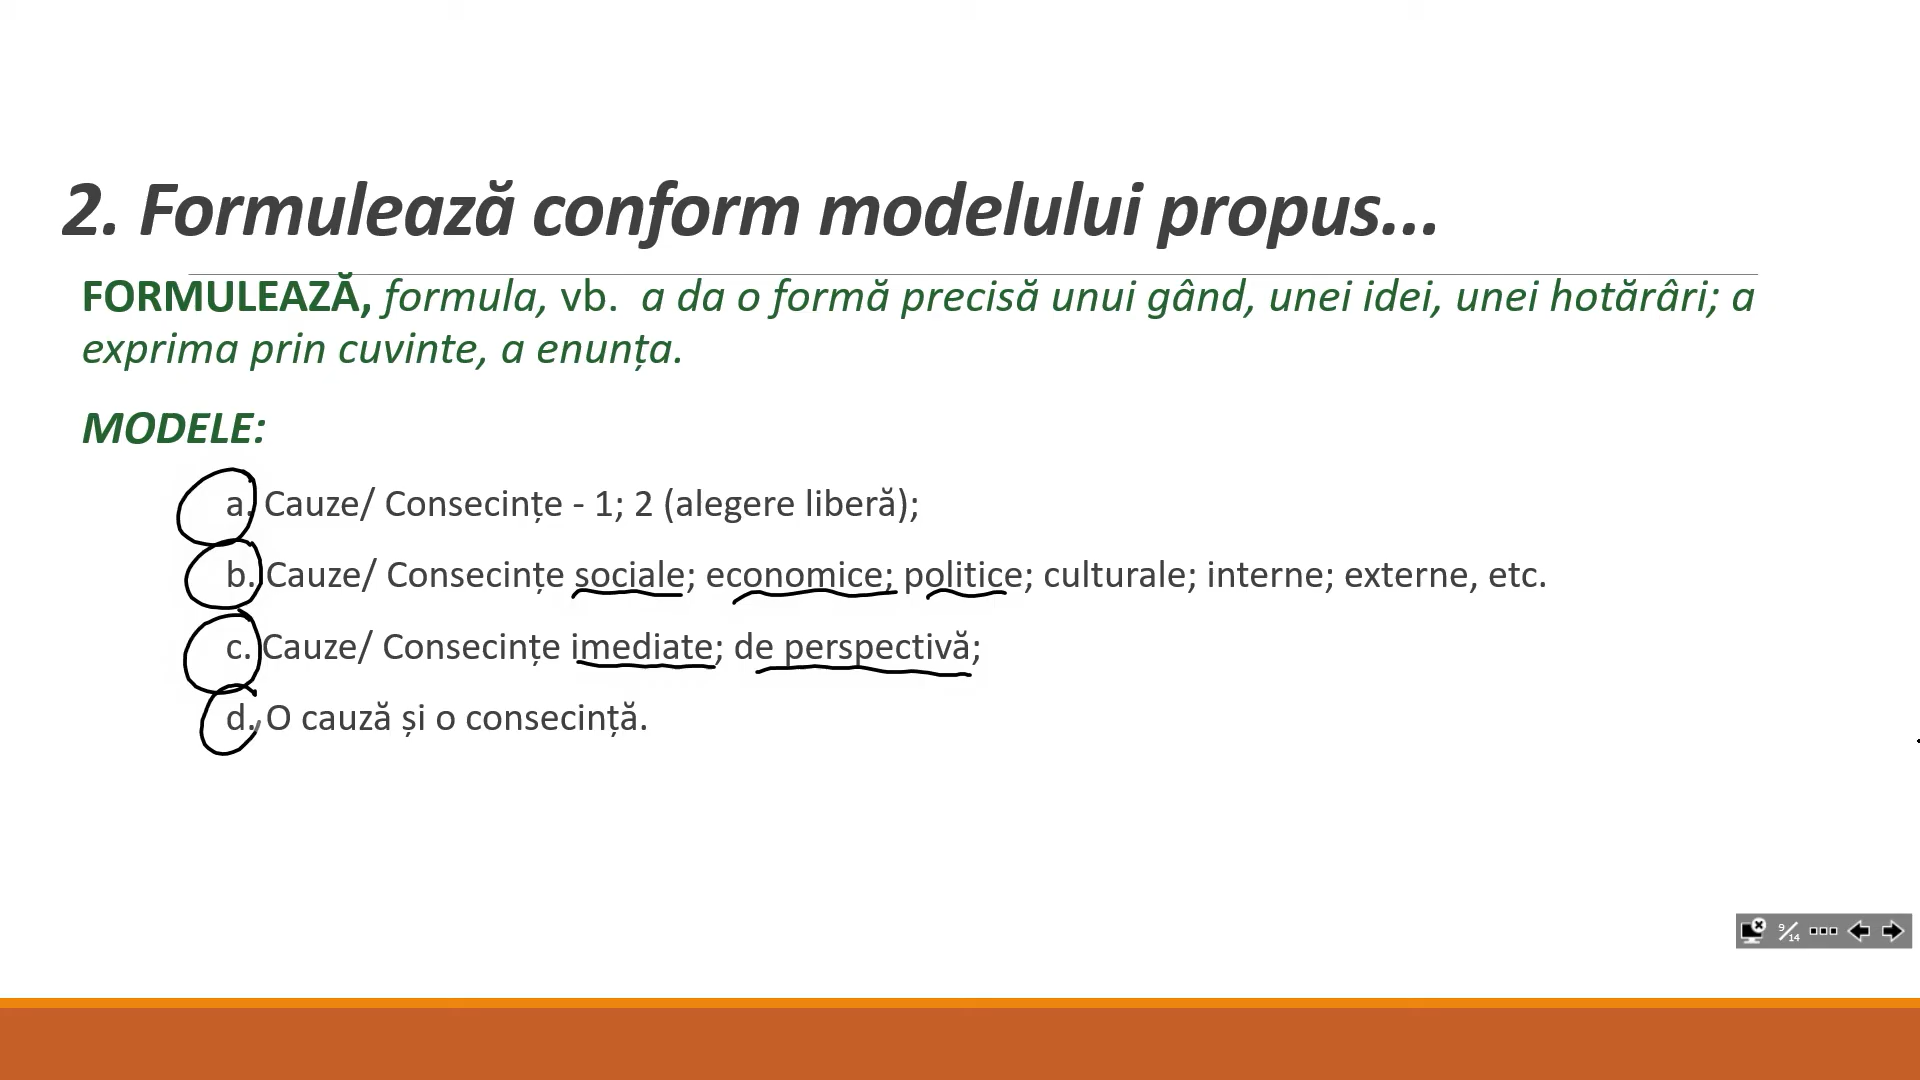 2. Formulează conform modelului propus...
FORMULEAZĂ, formula, vb. a da o formă precisă unui gând, unei idei, unei hotărâri; a
exprima prin cuvinte, a enunța.
MODELE:
a. Cauze/ Consecințe - 1; 2 (alegere liberă);
b. Cauze/ Consecințe sociale; economice; politice; culturale; interne; externe, etc.
c. Cauze/ Consecințe imediate; de perspectivă;
d. O cauză și o consecință.
9/14